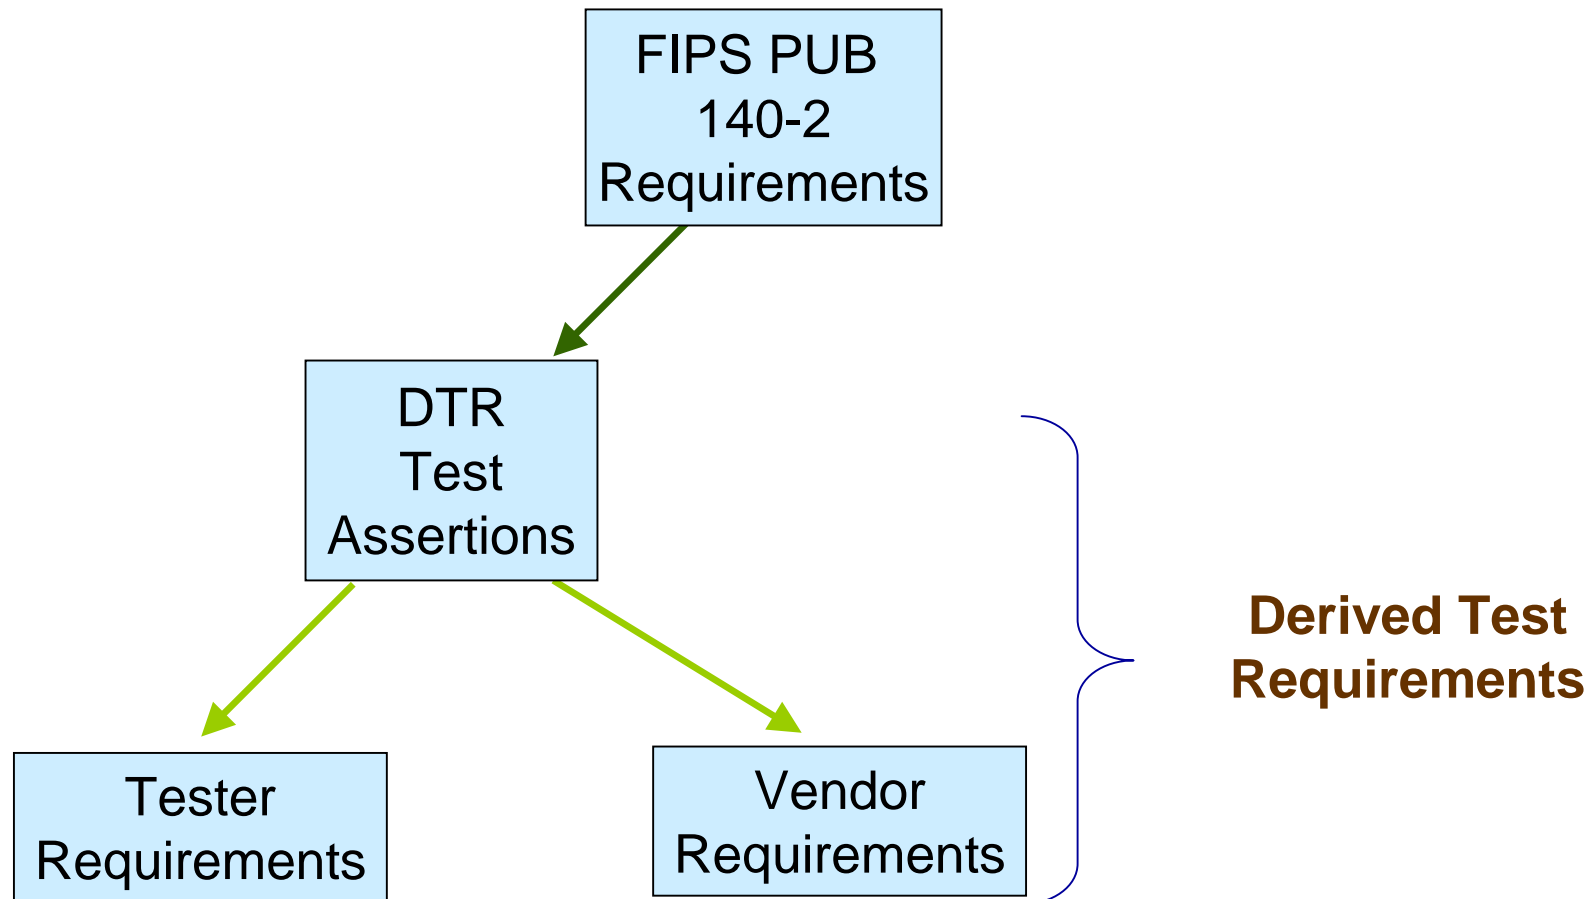 FIPS PUB
140-2
Requirements
DTR
Test
Assertions
Derived Test
Requirements
Tester
Requirements
Vendor
Requirements